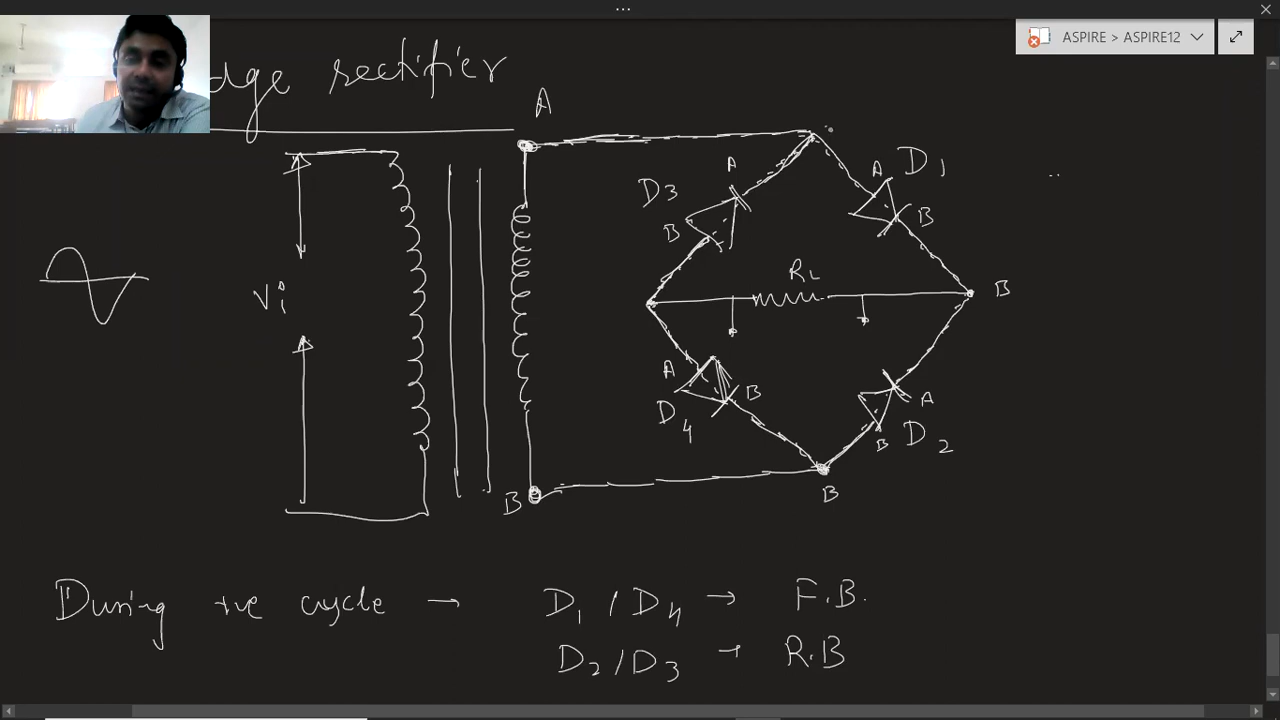 ASPIRE > ASPIRE12
dge rectifier
A
D3
A
B
A
D1
B
Vi
RL
B
A
B
D4
A
B
D2
B
B
During +ve cycle → D1 / D4 → F.B.
D2 / D3 → R.B